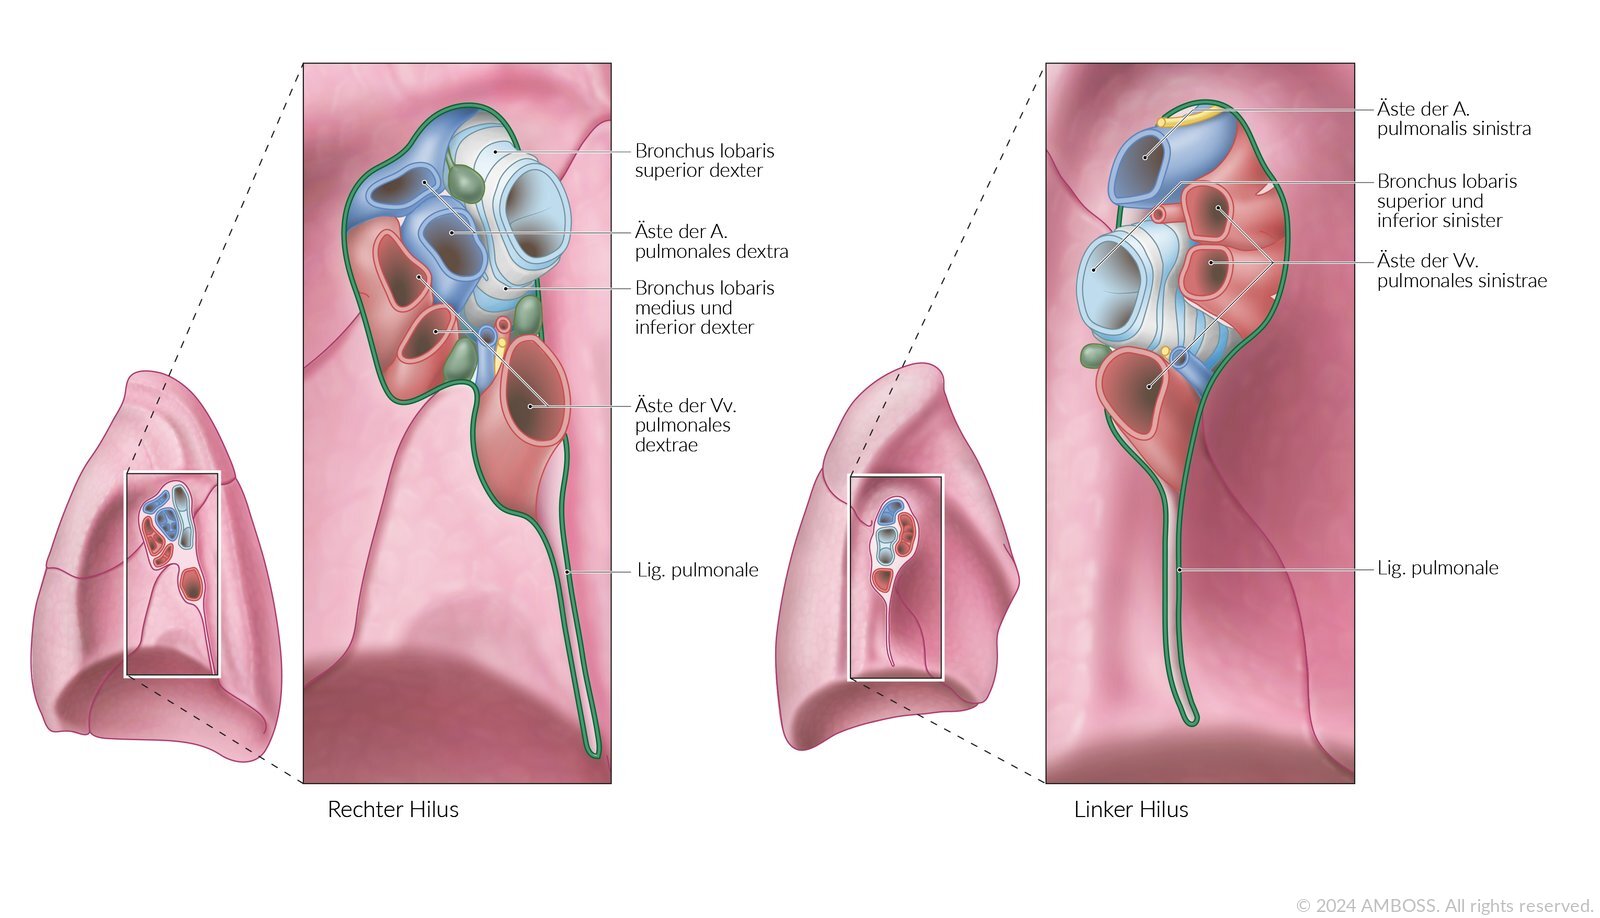 Bronchus lobaris
superior dexter
Äste der A.
pulmonales dextra
Bronchus lobaris
medius und
inferior dexter
Äste der Vv.
pulmonales
dextrae
Lig. pulmonale
Rechter Hilus
Äste der A.
pulmonalis sinistra
Bronchus lobaris
superior und
inferior sinister
Äste der Vv.
pulmonales sinistrae
Lig. pulmonale
Linker Hilus
© 2024 AMBOSS. All rights reserved.